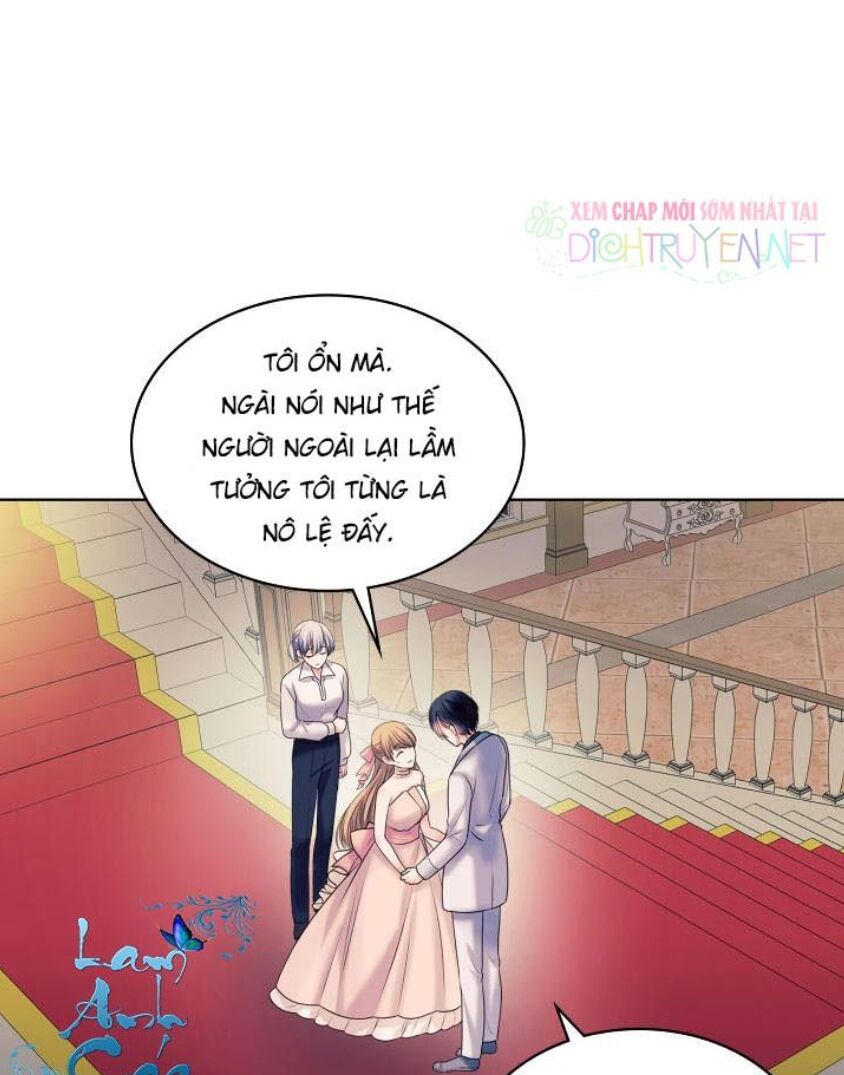 XEM CHAP MỚI SỚM NHẤT TẠI
DICHTRUYEN.NET
TÔI ỔN MÀ.
NGÀI NÓI NHƯ THẾ
NGƯỜI NGOÀI LẠI LẦM
TƯỞNG TÔI TỪNG LÀ
NÔ LỆ ĐẤY.
Lam
Anh